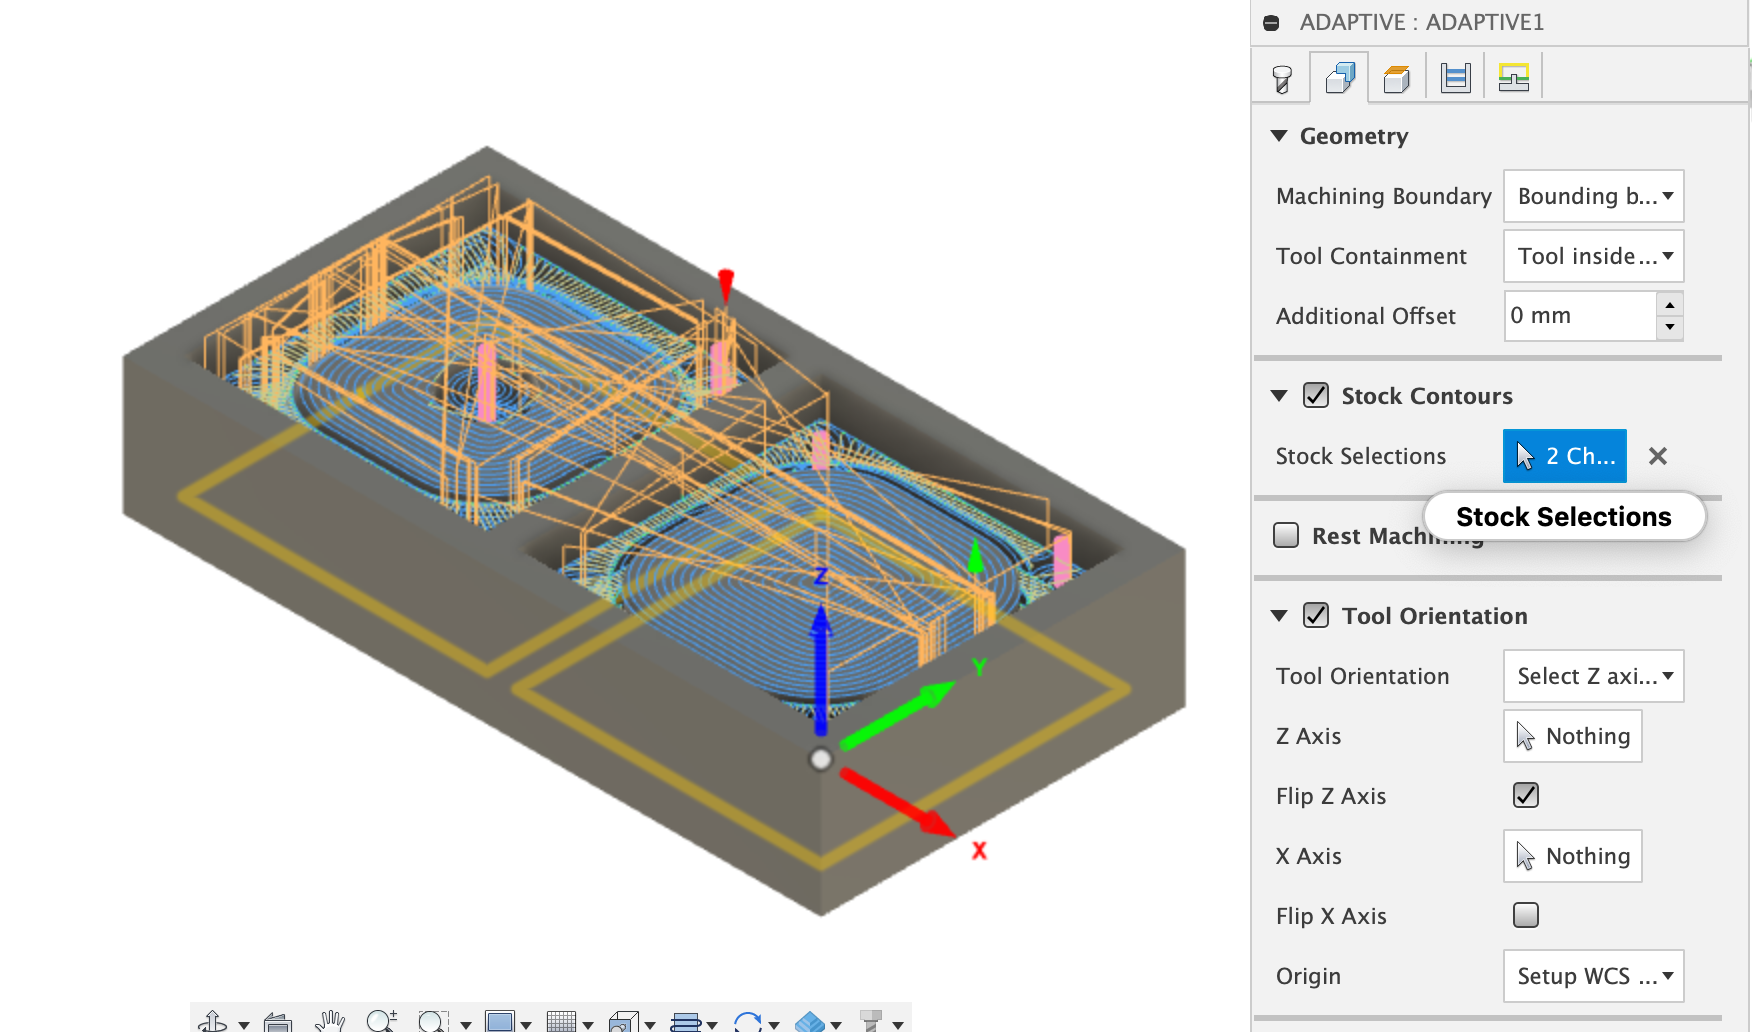 ADAPTIVE : ADAPTIVE1
Geometry
Machining Boundary Bounding b...
Tool Containment Tool inside ...
Additional Offset 0 mm
Stock Contours
Stock Selections 2 Ch...
Stock Selections
Rest Machining
Tool Orientation
Tool Orientation Select Z axi...
Z Axis Nothing
Flip Z Axis
X Axis Nothing
Flip X Axis
Origin Setup WCS ...
Z
Y
X